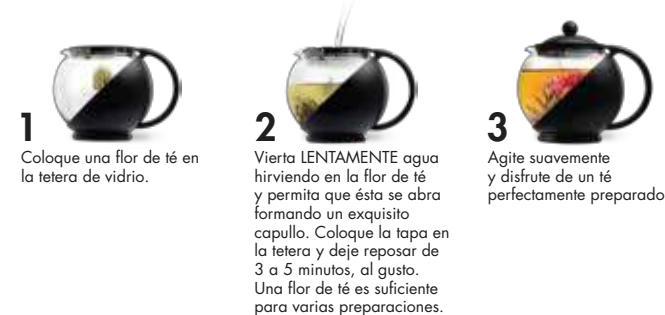 1
Coloque una flor de té en
la tetera de vidrio.
2
Vierta LENTAMENTE agua
hirviendo en la flor de té
y permita que ésta se abra
formando un exquisito
capullo. Coloque la tapa en
la tetera y deje reposar de
3 a 5 minutos, al gusto.
Una flor de té es suficiente
para varias preparaciones.
3
Agite suavemente
y disfrute de un té
perfectamente preparado